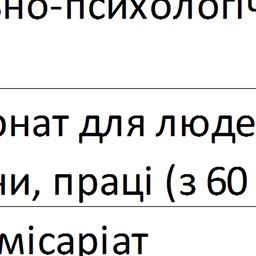 но-психологіч
онат для люде
ни, праці (з 60
місаріат